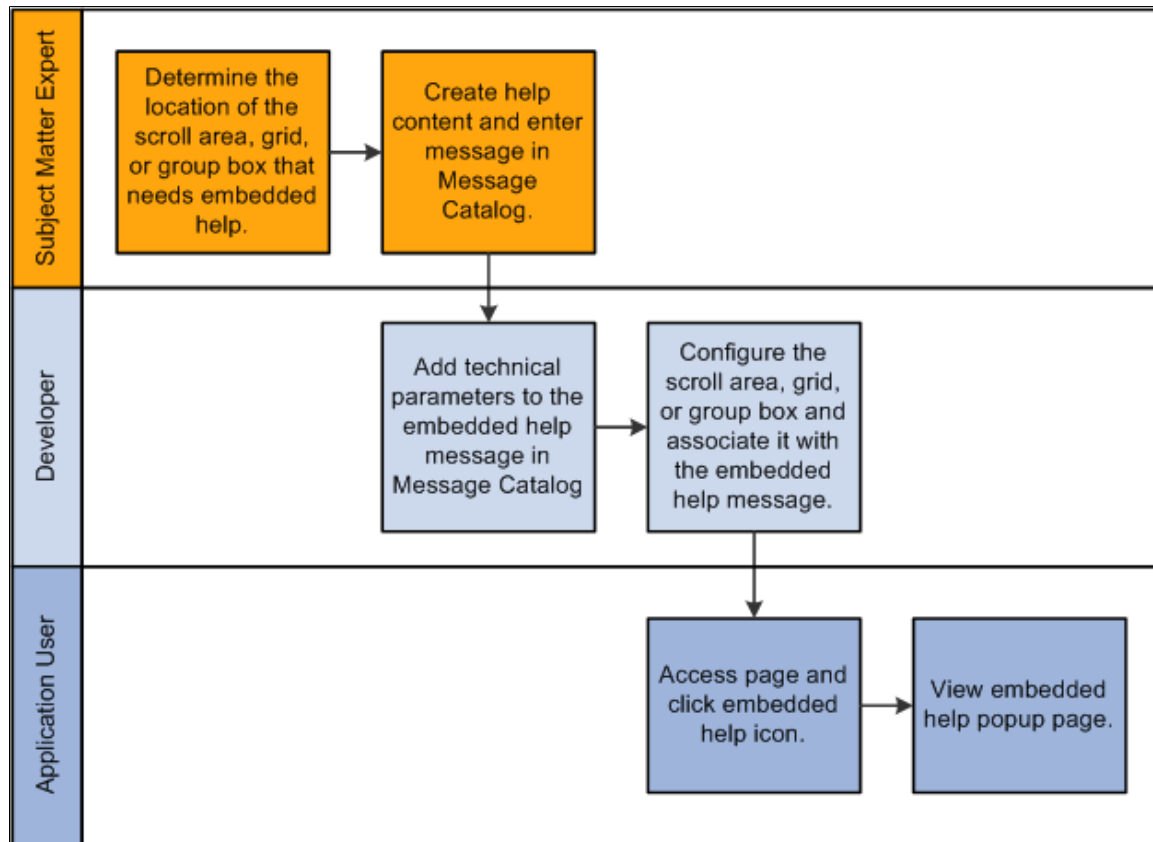 Subject Matter Expert
Determine the
location of the
scroll area, grid,
or group box that
needs embedded
help.
Create help
content and enter
message in
Message
Catalog.
Developer
Add technical
parameters to the
embedded help
message in
Message Catalog
Configure the
scroll area, grid,
or group box and
associate it with
the embedded
help message.
Application User
Access page and
click embedded
help icon.
View embedded
help popup page.